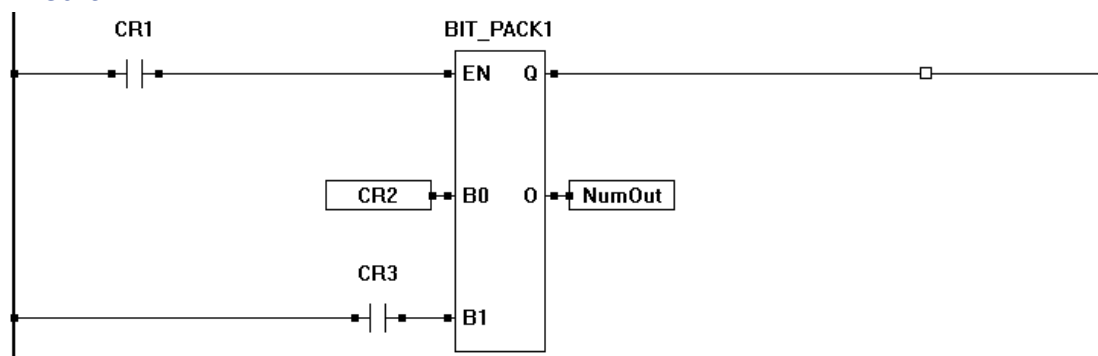 CR1
BIT_PACK1
EN Q
CR2 B0 O NumOut
CR3
B1